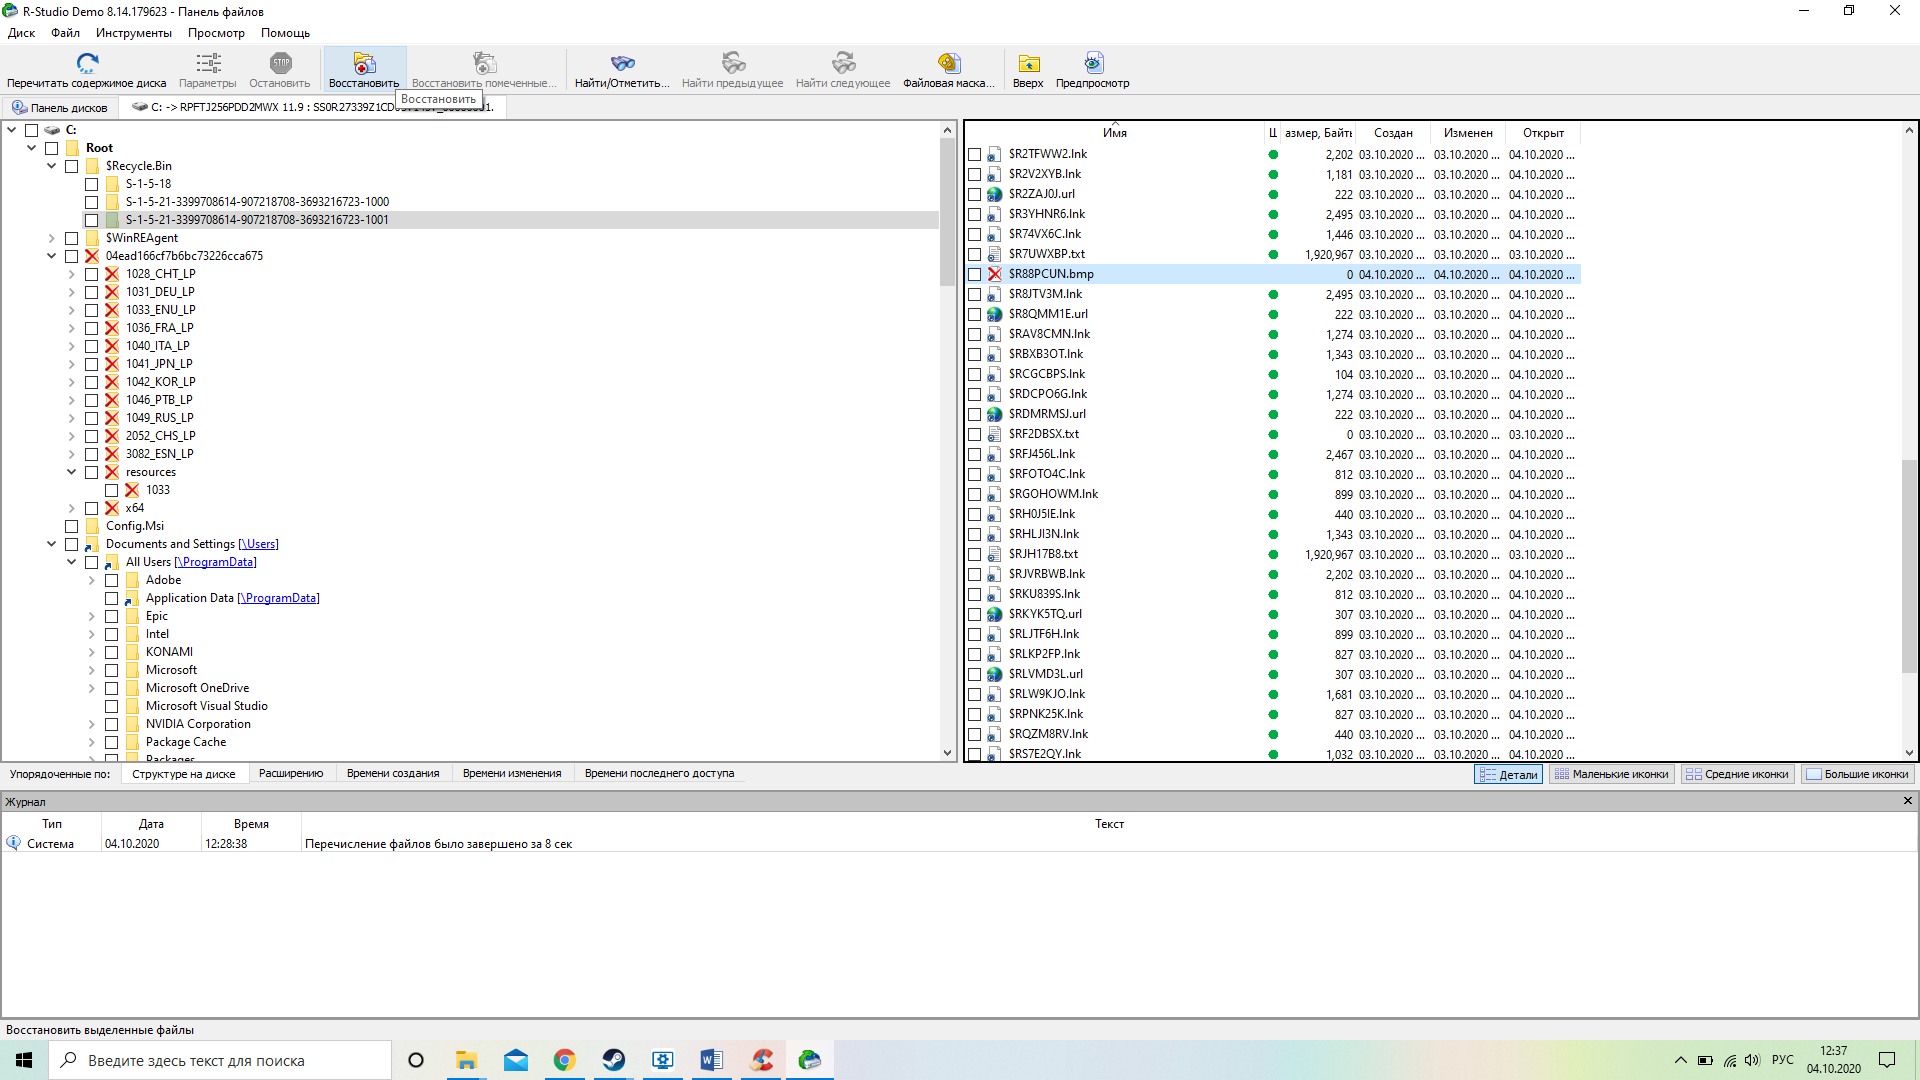 R-Studio Demo 8.14.179623 - Панель файлов
Диск Файл Инструменты Просмотр Помощь
Перечитать содержимое диска Параметры Остановить Восстановить Восстановить помеченные... Найти/Отметить... Найти предыдущее Найти следующее Файловая маска... Вверх Предпросмотр
STOP
Восстановить
Панель дисков C: -> RPFTJ256PDD2MWX 11.9 :
C:
Root
$Recycle.Bin
S-1-5-18
S-1-5-21-3399708614-907218708-3693216723-1000
S-1-5-21-3399708614-907218708-3693216723-1001
$WinREAgent
04ead166cf7b6bc73226cca675
1028_CHT_LP
1031_DEU_LP
1033_ENU_LP
1036_FRA_LP
1040_ITA_LP
1041_JPN_LP
1042_KOR_LP
1046_PTB_LP
1049_RUS_LP
2052_CHS_LP
3082_ESN_LP
resources
1033
x64
Config.Msi
Documents and Settings [\Users]
All Users [\ProgramData]
Adobe
Application Data [\ProgramData]
Epic
Intel
KONAMI
Microsoft
Microsoft OneDrive
Microsoft Visual Studio
NVIDIA Corporation
Package Cache
Packages
Имя Ц азмер, Байты Создан Изменен Открыт
$R2TFWW2.lnk 2,202 03.10.2020 ... 03.10.2020 ... 04.10.2020 ...
$R2V2XYB.lnk 1,181 03.10.2020 ... 03.10.2020 ... 04.10.2020 ...
$R2ZAJ0J.url 222 03.10.2020 ... 03.10.2020 ... 04.10.2020 ...
$R3YHNR6.lnk 2,495 03.10.2020 ... 03.10.2020 ... 04.10.2020 ...
$R74VX6C.lnk 1,446 03.10.2020 ... 03.10.2020 ... 04.10.2020 ...
$R7UWXBP.txt 1,920,967 03.10.2020 ... 03.10.2020 ... 03.10.2020 ...
$R88PCUN.bmp 0 04.10.2020 ... 04.10.2020 ... 04.10.2020 ...
$R8JTV3M.lnk 2,495 03.10.2020 ... 03.10.2020 ... 04.10.2020 ...
$R8QMM1E.url 222 03.10.2020 ... 03.10.2020 ... 04.10.2020 ...
$RAV8CMN.lnk 1,274 03.10.2020 ... 03.10.2020 ... 04.10.2020 ...
$RBXB3OT.lnk 1,343 03.10.2020 ... 03.10.2020 ... 04.10.2020 ...
$RCGCBPS.lnk 104 03.10.2020 ... 03.10.2020 ... 04.10.2020 ...
$RDCPO6G.lnk 1,274 03.10.2020 ... 03.10.2020 ... 04.10.2020 ...
$RDMRMSJ.url 222 03.10.2020 ... 03.10.2020 ... 04.10.2020 ...
$RF2DBSX.txt 0 03.10.2020 ... 03.10.2020 ... 03.10.2020 ...
$RFJ456L.lnk 2,467 03.10.2020 ... 03.10.2020 ... 04.10.2020 ...
$RFOTO4C.lnk 812 03.10.2020 ... 03.10.2020 ... 04.10.2020 ...
$RGOHOWM.lnk 899 03.10.2020 ... 03.10.2020 ... 04.10.2020 ...
$RH0J5IE.lnk 440 03.10.2020 ... 03.10.2020 ... 04.10.2020 ...
$RHLJI3N.lnk 1,343 03.10.2020 ... 03.10.2020 ... 04.10.2020 ...
$RJH17B8.txt 1,920,967 03.10.2020 ... 03.10.2020 ... 03.10.2020 ...
$RJVRBWB.lnk 2,202 03.10.2020 ... 03.10.2020 ... 04.10.2020 ...
$RKU839S.lnk 812 03.10.2020 ... 03.10.2020 ... 04.10.2020 ...
$RKYK5TQ.url 307 03.10.2020 ... 03.10.2020 ... 04.10.2020 ...
$RLJTF6H.lnk 899 03.10.2020 ... 03.10.2020 ... 04.10.2020 ...
$RLKP2FP.lnk 827 03.10.2020 ... 03.10.2020 ... 04.10.2020 ...
$RLVMD3L.url 307 03.10.2020 ... 03.10.2020 ... 04.10.2020 ...
$RLW9KJO.lnk 1,681 03.10.2020 ... 03.10.2020 ... 04.10.2020 ...
$RPNK25K.lnk 827 03.10.2020 ... 03.10.2020 ... 04.10.2020 ...
$RQZM8RV.lnk 440 03.10.2020 ... 03.10.2020 ... 04.10.2020 ...
$RS7E2QY.lnk 1,032 03.10.2020 ... 03.10.2020 ... 04.10.2020 ...
Упорядоченные по: Структуре на диске Расширению Времени создания Времени изменения Времени последнего доступа
Детали Маленькие иконки Средние иконки Большие иконки
Журнал
Тип Дата Время Текст
Система 04.10.2020 12:28:38 Перечисление файлов было завершено за 8 сек
Восстановить выделенные файлы
Введите здесь текст для поиска
РУС
12:37
04.10.2020